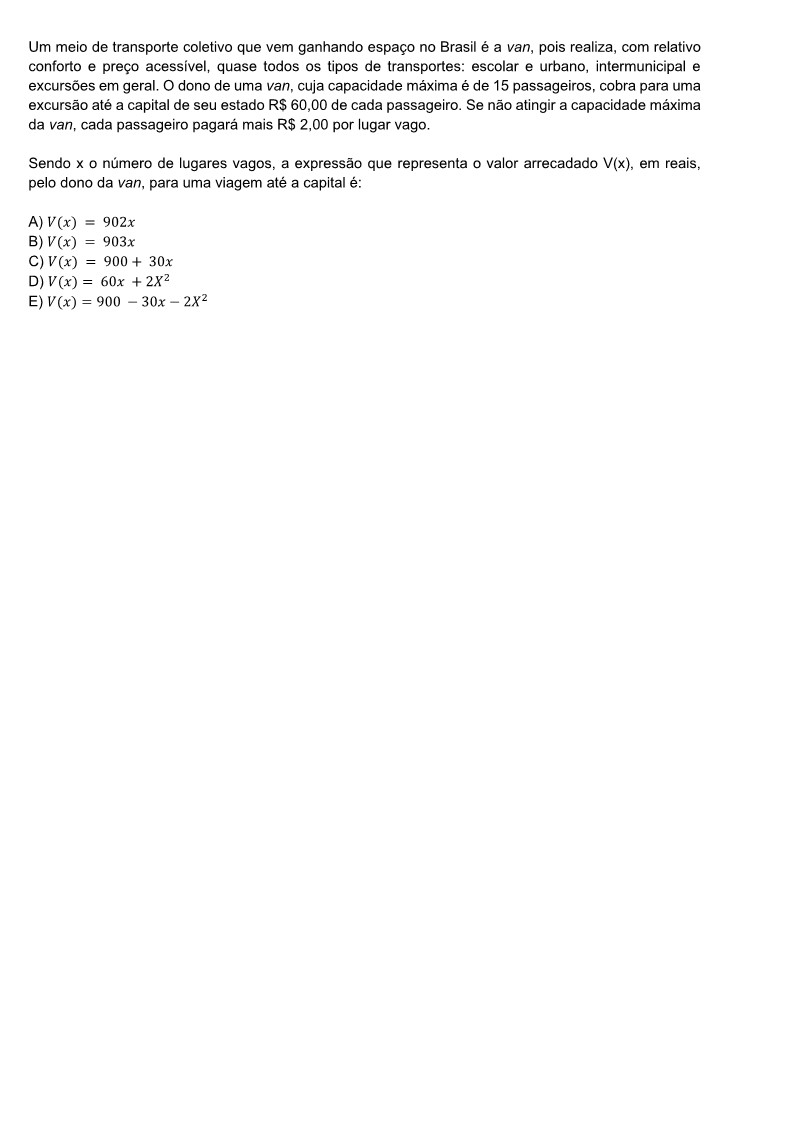 Um meio de transporte coletivo que vem ganhando espaço no Brasil é a van, pois realiza, com relativo
conforto e preço acessível, quase todos os tipos de transportes: escolar e urbano, intermunicipal e
excursões em geral. O dono de uma van, cuja capacidade máxima é de 15 passageiros, cobra para uma
excursão até a capital de seu estado R$ 60,00 de cada passageiro. Se não atingir a capacidade máxima
da van, cada passageiro pagará mais R$ 2,00 por lugar vago.
Sendo x o número de lugares vagos, a expressão que representa o valor arrecadado V(x), em reais,
pelo dono da van, para uma viagem até a capital é:
A) V(x) = 902x
B) V(x) = 903x
C) V(x) = 900 + 30x
D) V(x) = 60x + 2X²
E) V(x) = 900 − 30x − 2X²